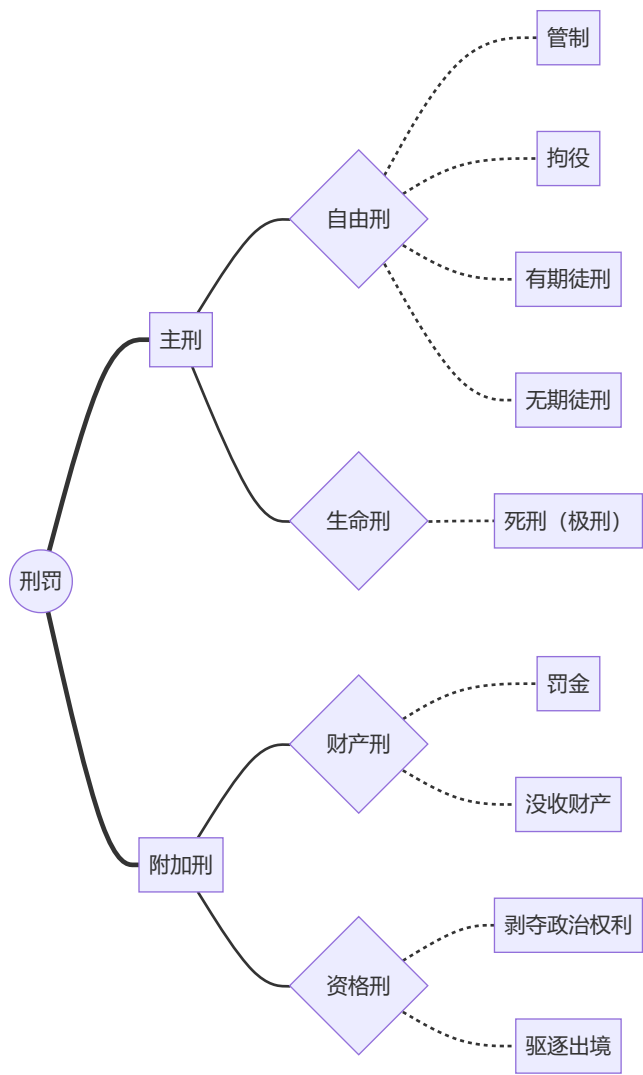 刑罚
主刑
自由刑
管制
拘役
有期徒刑
无期徒刑
生命刑
死刑（极刑）
附加刑
财产刑
罚金
没收财产
资格刑
剥夺政治权利
驱逐出境